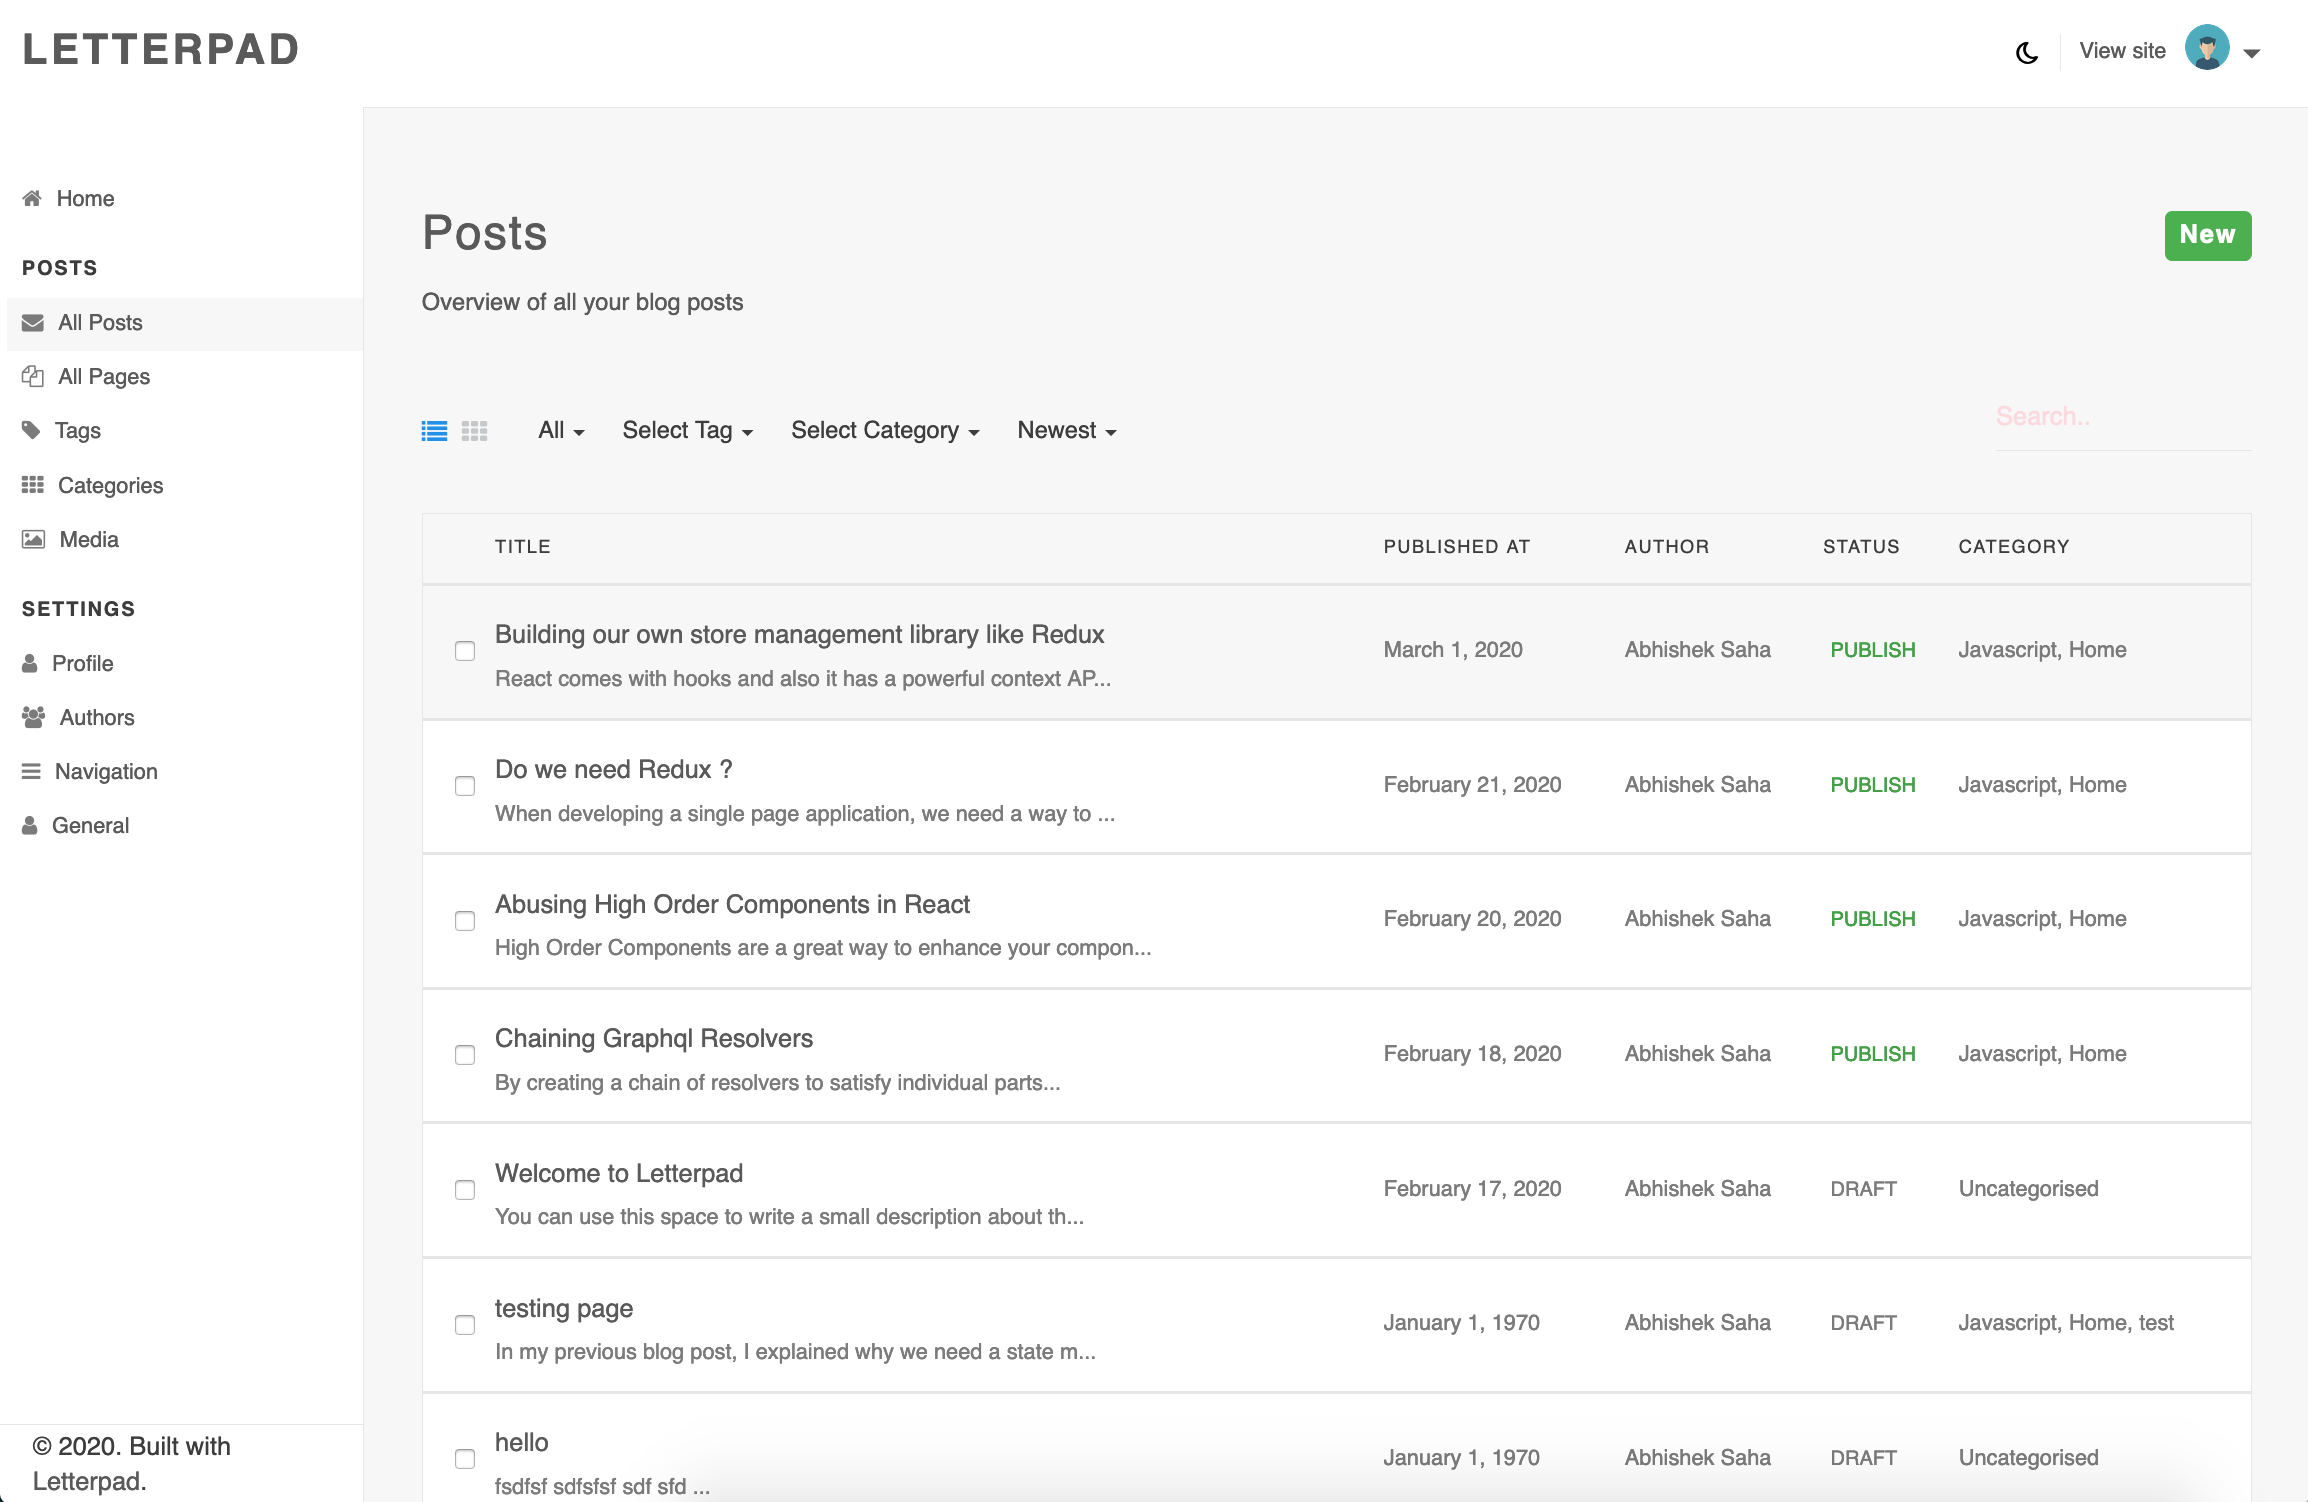 LETTERPAD
View site
Home
POSTS
All Posts
All Pages
Tags
Categories
Media
SETTINGS
Profile
Authors
Navigation
General
© 2020. Built with
Letterpad.
Posts
New
Overview of all your blog posts
All Select Tag Select Category Newest
Search..
TITLE PUBLISHED AT AUTHOR STATUS CATEGORY
Building our own store management library like Redux
React comes with hooks and also it has a powerful context AP...
March 1, 2020 Abhishek Saha PUBLISH Javascript, Home
Do we need Redux ?
When developing a single page application, we need a way to ...
February 21, 2020 Abhishek Saha PUBLISH Javascript, Home
Abusing High Order Components in React
High Order Components are a great way to enhance your compon...
February 20, 2020 Abhishek Saha PUBLISH Javascript, Home
Chaining Graphql Resolvers
By creating a chain of resolvers to satisfy individual parts...
February 18, 2020 Abhishek Saha PUBLISH Javascript, Home
Welcome to Letterpad
You can use this space to write a small description about th...
February 17, 2020 Abhishek Saha DRAFT Uncategorised
testing page
In my previous blog post, I explained why we need a state m...
January 1, 1970 Abhishek Saha DRAFT Javascript, Home, test
hello
fsdfsf sdfsfsf sdf sfd ...
January 1, 1970 Abhishek Saha DRAFT Uncategorised